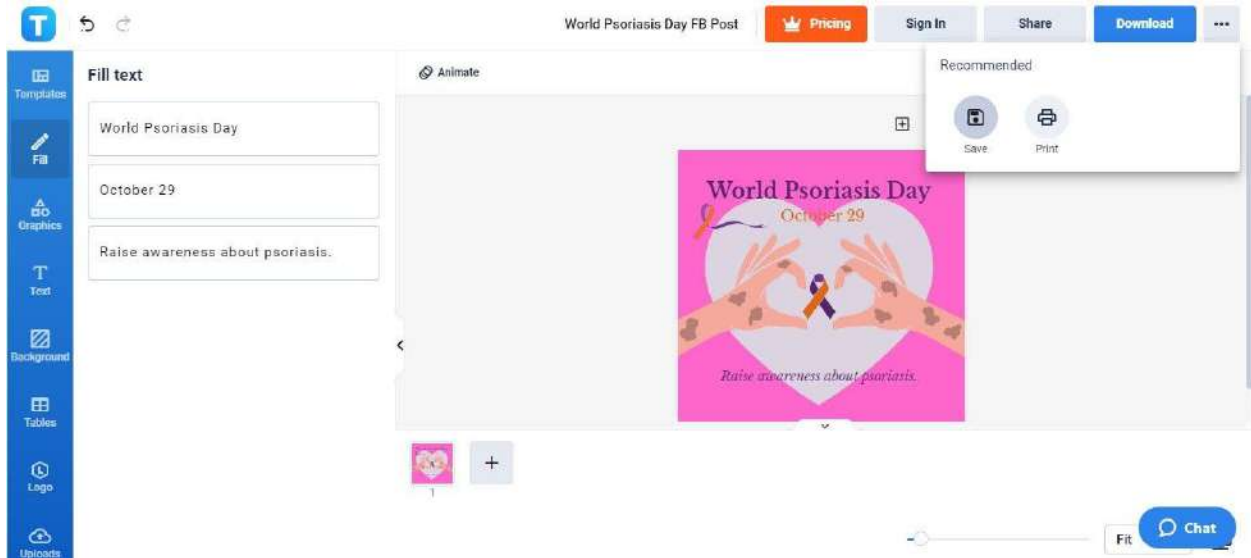 T
World Psoriasis Day FB Post
Pricing
Sign In
Share
Download
Templates
Fill
Graphics
Text
Background
Tables
Logo
Uploads
Fill text
World Psoriasis Day
October 29
Raise awareness about psoriasis.
Animate
Recommended
Save
Print
World Psoriasis Day
October 29
Raise awareness about psoriasis.
1
Fit
Chat